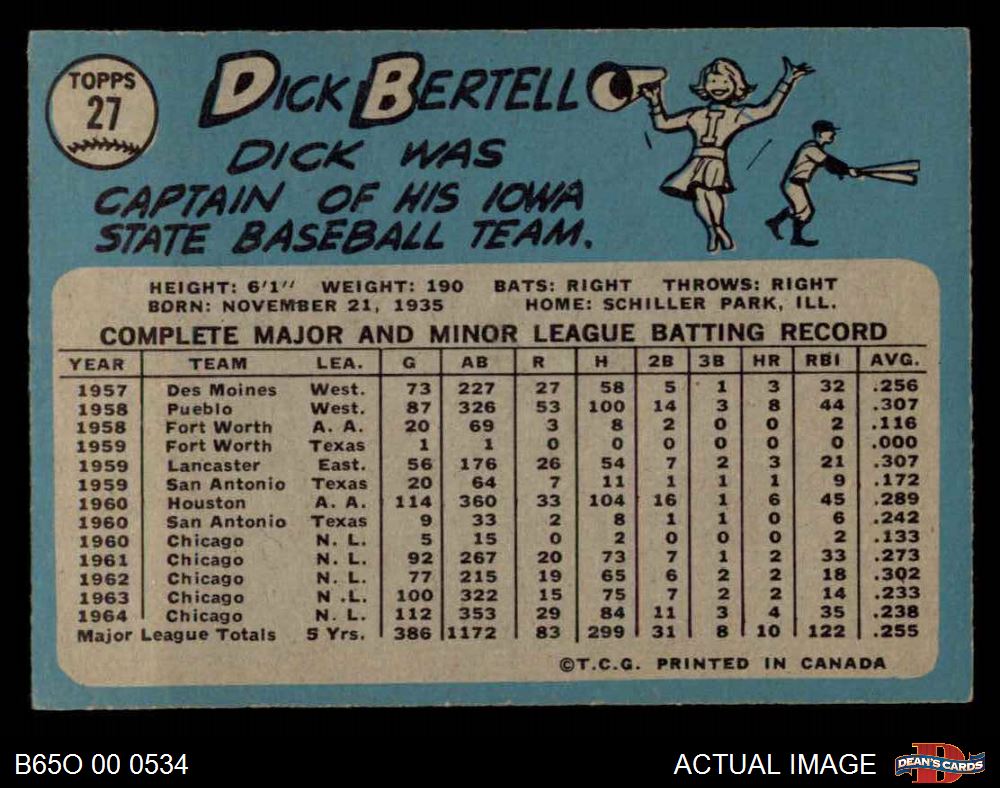 TOPPS
27
DICK BERTELL
DICK WAS
CAPTAIN OF HIS IOWA
STATE BASEBALL TEAM.
I
HEIGHT: 6'1" WEIGHT: 190 BATS: RIGHT THROWS: RIGHT
BORN: NOVEMBER 21, 1935 HOME: SCHILLER PARK, ILL.
COMPLETE MAJOR AND MINOR LEAGUE BATTING RECORD
YEAR TEAM LEA. G AB R H 2B 3B HR RBI AVG.
1957 Des Moines West. 73 227 27 58 5 1 3 32 .256
1958 Pueblo West. 87 326 53 100 14 3 8 44 .307
1958 Fort Worth A. A. 20 69 3 8 2 0 0 2 .116
1959 Fort Worth Texas 1 1 0 0 0 0 0 0 .000
1959 Lancaster East. 56 176 26 54 7 2 3 21 .307
1959 San Antonio Texas 20 64 7 11 1 1 1 9 .172
1960 Houston A. A. 114 360 33 104 16 1 6 45 .289
1960 San Antonio Texas 9 33 2 8 1 1 0 6 .242
1960 Chicago N. L. 5 15 0 2 0 0 0 2 .133
1961 Chicago N. L. 92 267 20 73 7 1 2 33 .273
1962 Chicago N. L. 77 215 19 65 6 2 2 18 .302
1963 Chicago N .L. 100 322 15 75 7 2 2 14 .233
1964 Chicago N. L. 112 353 29 84 11 3 4 35 .238
Major League Totals 5 Yrs. 386 1172 83 299 31 8 10 122 .255
©T.C.G. PRINTED IN CANADA
B65O 00 0534
ACTUAL IMAGE
DEAN'S CARDS